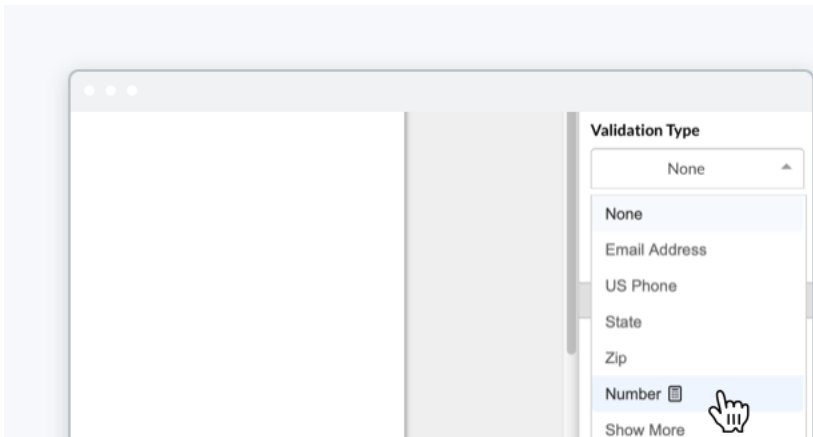 Validation Type
None
None
Email Address
US Phone
State
Zip
Number
Show More